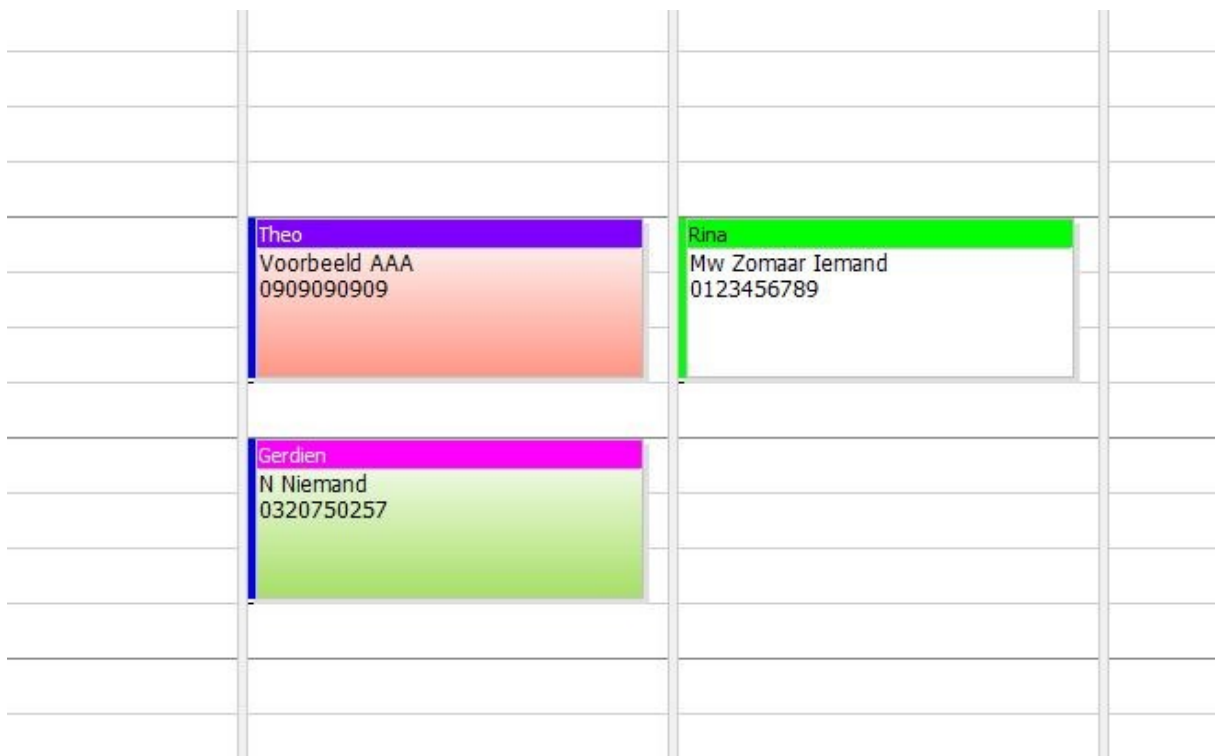 Theo
Voorbeeld AAA
0909090909
Rina
Mw Zomaar Iemand
0123456789
Gerdien
N Niemand
0320750257